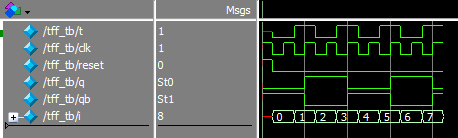 Msgs
/tff_tb/t 1
/tff_tb/clk 1
/tff_tb/reset 0
/tff_tb/q St0
/tff_tb/qb St1
/tff_tb/i 8 0 1 2 3 4 5 6 7